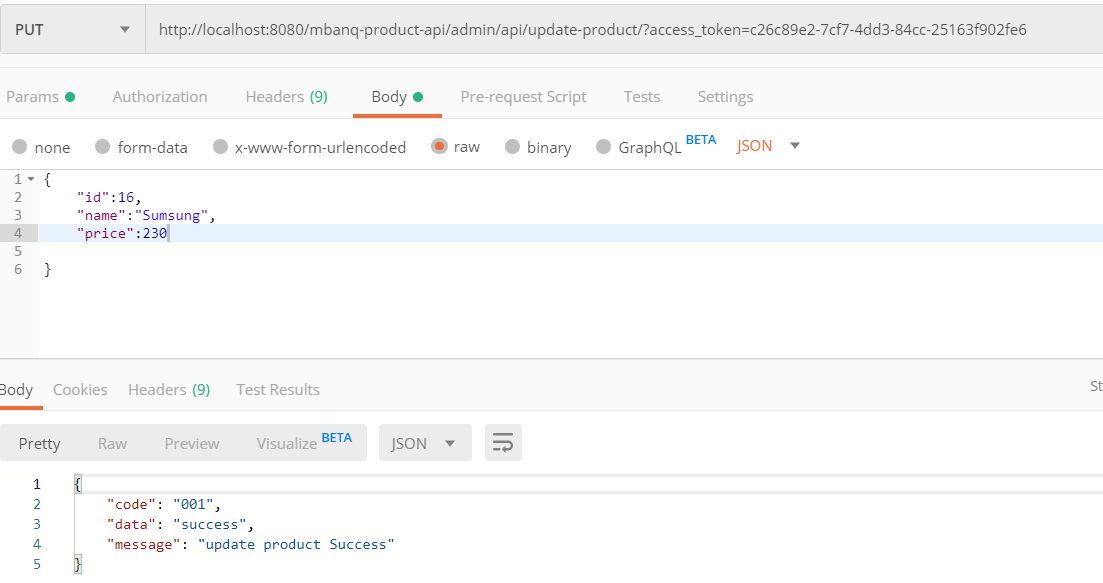 PUT http://localhost:8080/mbanq-product-api/admin/api/update-product/?access_token=c26c89e2-7cf7-4dd3-84cc-25163f902fe6
Params Authorization Headers (9) Body Pre-request Script Tests Settings
none form-data x-www-form-urlencoded raw binary GraphQL BETA JSON
1 {
2 "id":16,
3 "name":"Sumsung",
4 "price":230
5
6 }
Body Cookies Headers (9) Test Results St
Pretty Raw Preview Visualize BETA JSON
1 {
2 "code": "001",
3 "data": "success",
4 "message": "update product Success"
5 }